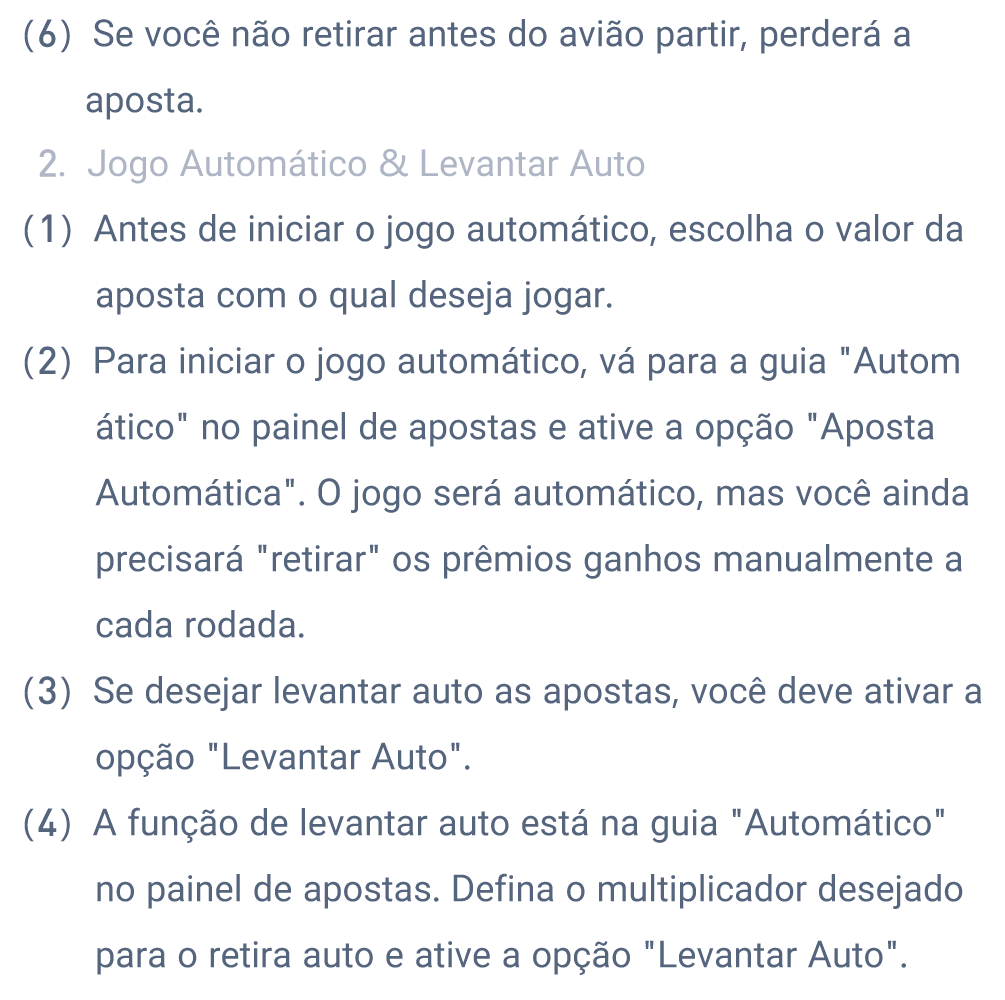 (6) Se você não retirar antes do avião partir, perderá a
aposta.
2. Jogo Automático & Levantar Auto
(1) Antes de iniciar o jogo automático, escolha o valor da
aposta com o qual deseja jogar.
(2) Para iniciar o jogo automático, vá para a guia "Autom
ático" no painel de apostas e ative a opção "Aposta
Automática". O jogo será automático, mas você ainda
precisará "retirar" os prêmios ganhos manualmente a
cada rodada.
(3) Se desejar levantar auto as apostas, você deve ativar a
opção "Levantar Auto".
(4) A função de levantar auto está na guia "Automático"
no painel de apostas. Defina o multiplicador desejado
para o retira auto e ative a opção "Levantar Auto".